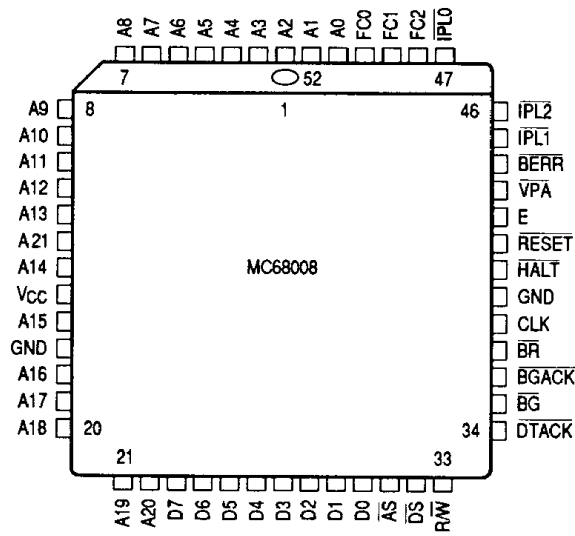 A8 A7 A6 A5 A4 A3 A2 A1 A0 FC0 FC1 FC2 IPL0
7 52 47
A9 8 1 46 IPL2
A10 IPL1
A11 BERR
A12 VPA
A13 E
A21 RESET
A14 MC68008 HALT
VCC GND
A15 CLK
GND BR
A16 BGACK
A17 BG
A18 20 34 DTACK
21 33
A19 A20 D7 D6 D5 D4 D3 D2 D1 D0 AS DS R/W